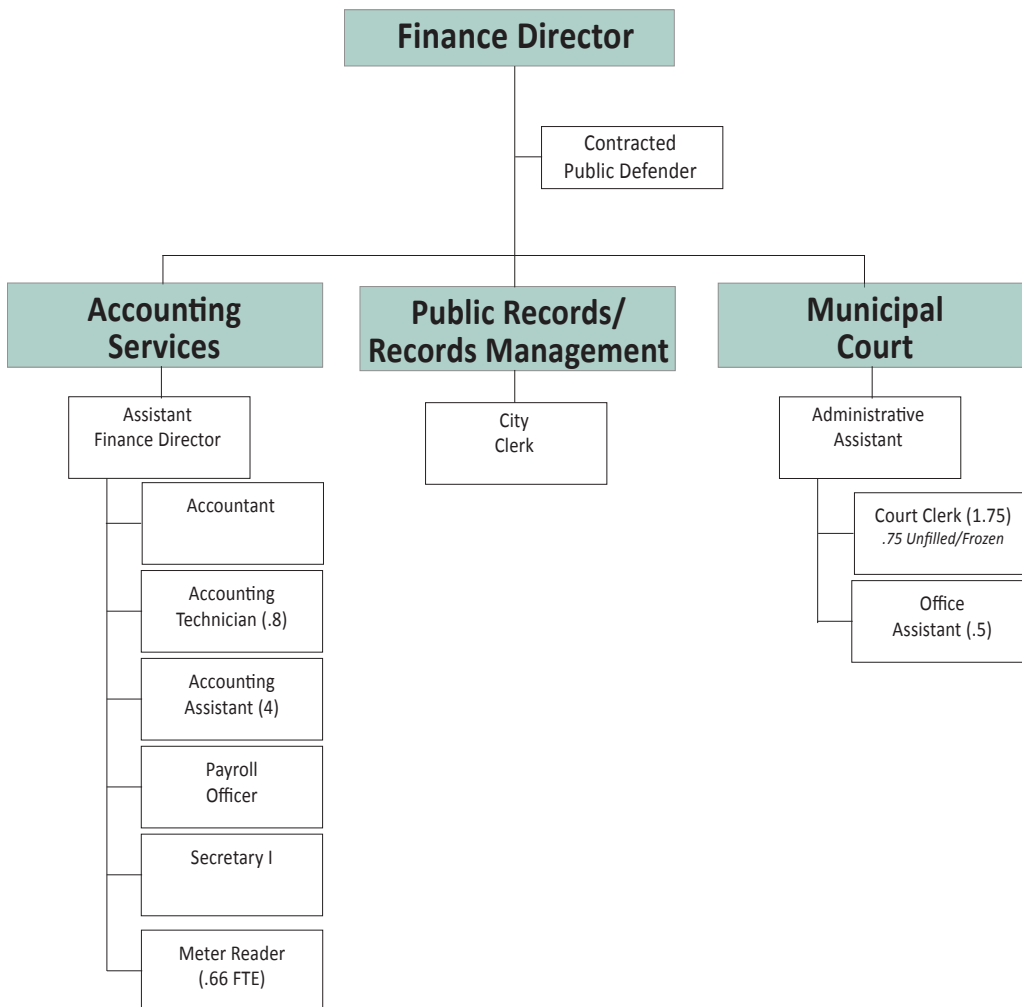 Finance Director
Contracted
Public Defender
Accounting
Services
Public Records/
Records Management
Municipal
Court
Assistant
Finance Director
City
Clerk
Administrative
Assistant
Accountant
Accounting
Technician (.8)
Accounting
Assistant (4)
Payroll
Officer
Secretary I
Meter Reader
(.66 FTE)
Court Clerk (1.75)
.75 Unfilled/Frozen
Office
Assistant (.5)